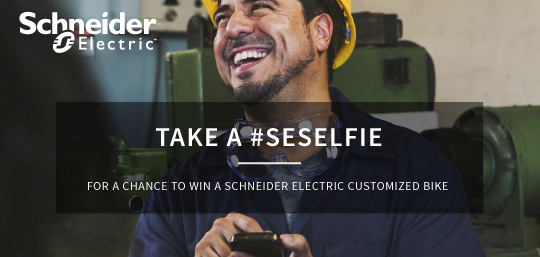 Schneider
Electric
TAKE A #SESELFIE
FOR A CHANCE TO WIN A SCHNEIDER ELECTRIC CUSTOMIZED BIKE